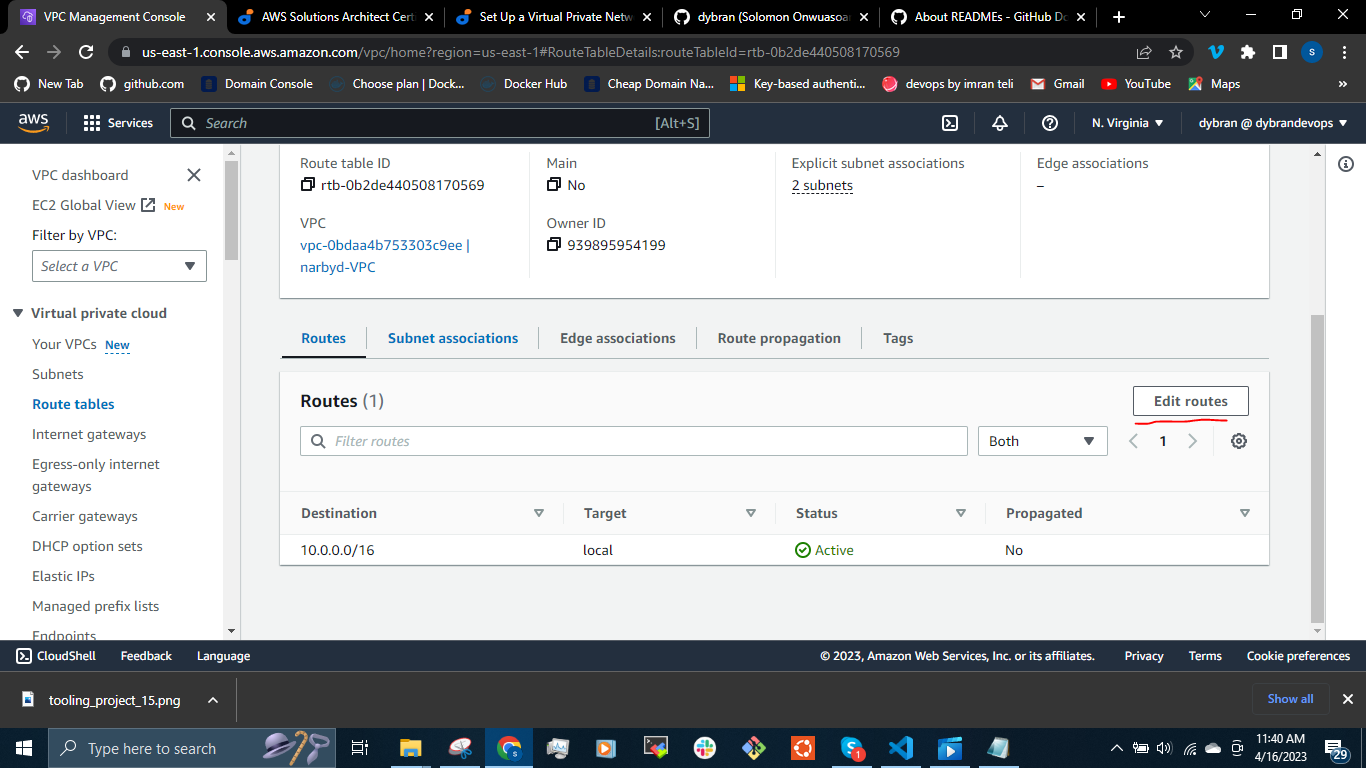 VPC Management Console
AWS Solutions Architect Cert
Set Up a Virtual Private Netw
dybran (Solomon Onwuasoa
About READMEs - GitHub Do
us-east-1.console.aws.amazon.com/vpc/home?region=us-east-1#RouteTableDetails:routeTableId=rtb-0b2de440508170569
S
New Tab
github.com
Domain Console
Choose plan | Dock...
Docker Hub
Cheap Domain Na...
Key-based authenti...
devops by imran teli
Gmail
YouTube
Maps
»
aws
Services
Search
[Alt+S]
N. Virginia
dybran @ dybrandevops
VPC dashboard
EC2 Global View
New
Filter by VPC:
Select a VPC
Virtual private cloud
Your VPCs New
Subnets
Route tables
Internet gateways
Egress-only internet
gateways
Carrier gateways
DHCP option sets
Elastic IPs
Managed prefix lists
Endpoints
Route table ID
rtb-0b2de440508170569
Main
No
Explicit subnet associations
2 subnets
Edge associations
–
VPC
vpc-0bdaa4b753303c9ee |
narbyd-VPC
Owner ID
939895954199
Routes
Subnet associations
Edge associations
Route propagation
Tags
Routes (1)
Edit routes
Filter routes
Both
1
Destination
Target
Status
Propagated
10.0.0.0/16
local
Active
No
CloudShell
Feedback
Language
© 2023, Amazon Web Services, Inc. or its affiliates.
Privacy
Terms
Cookie preferences
tooling_project_15.png
Show all
Type here to search
1
11:40 AM
4/16/2023
29